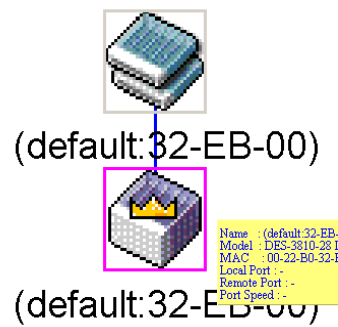 (default:32-EB-00)
Name : (default:32-EB-
Model : DES-3810-28
MAC : 00-22-B0-32-
Local Port : -
Remote Port : -
Port Speed : -
(default:32-EB-00)